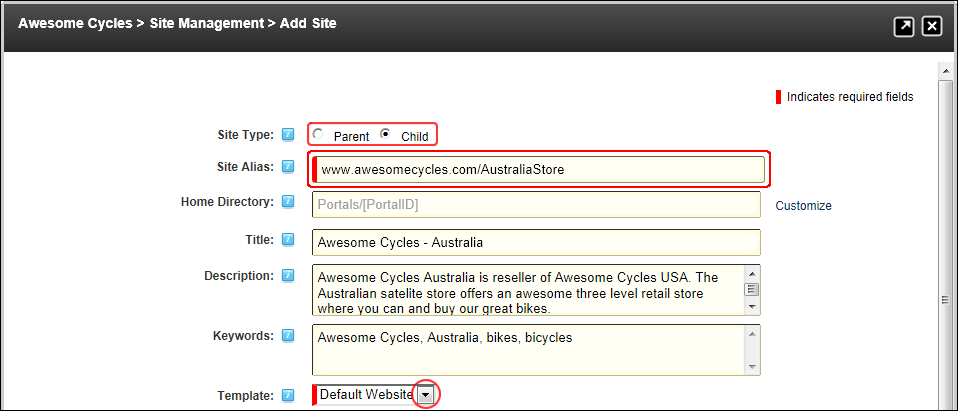 Awesome Cycles > Site Management > Add Site
Indicates required fields
Site Type: Parent Child
Site Alias: www.awesomecycles.com/AustraliaStore
Home Directory: Portals/[PortalID] Customize
Title: Awesome Cycles - Australia
Description: Awesome Cycles Australia is reseller of Awesome Cycles USA. The
Australian satelite store offers an awesome three level retail store
where you can and buy our great bikes.
Keywords: Awesome Cycles, Australia, bikes, bicycles
Template: Default Website